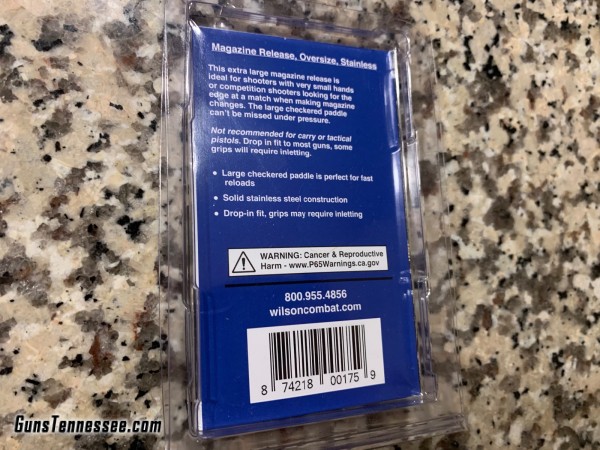 Magazine Release, Oversize, Stainless
This extra large magazine release is
ideal for shooters with very small hands
or competition shooters looking for the
edge at a match when making magazine
changes. The large checkered paddle
can't be missed under pressure.
Not recommended for carry or tactical
pistols. Drop in fit to most guns, some
grips will require inletting.
• Large checkered paddle is perfect for fast
reloads
• Solid stainless steel construction
• Drop-in fit, grips may require inletting
WARNING: Cancer & Reproductive
Harm - www.P65Warnings.ca.gov
800.955.4856
wilsoncombat.com
8 74218 00175 9
GunsTennessee.com